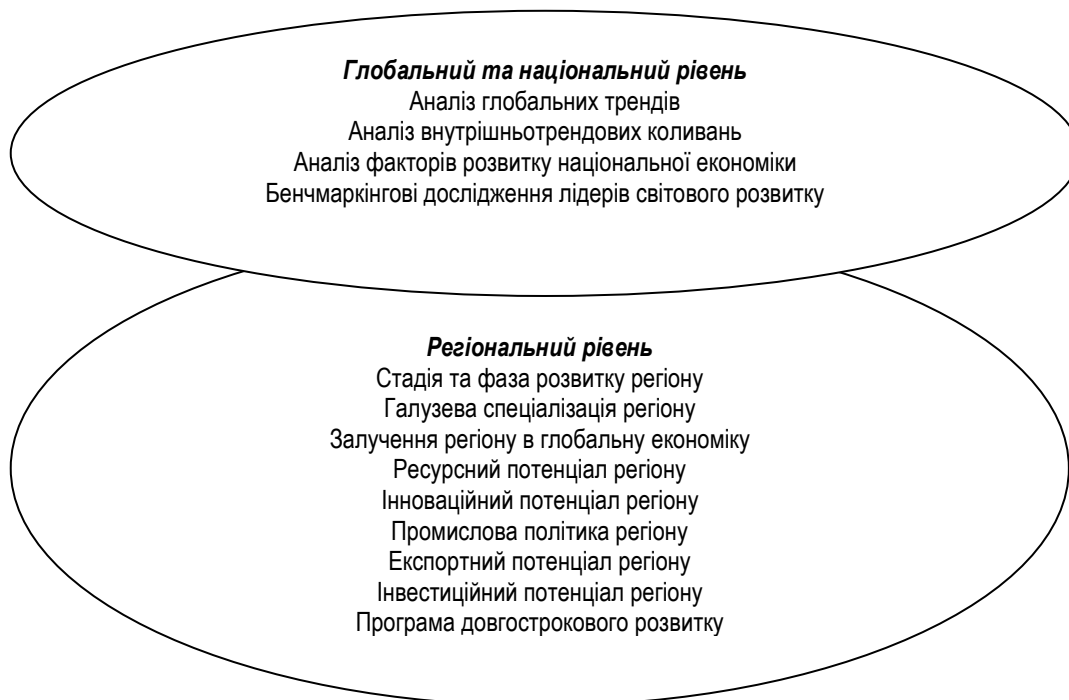 Глобальний та національний рівень
Аналіз глобальних трендів
Аналіз внутрішньотрендових коливань
Аналіз факторів розвитку національної економіки
Бенчмаркінгові дослідження лідерів світового розвитку
Регіональний рівень
Стадія та фаза розвитку регіону
Галузева спеціалізація регіону
Залучення регіону в глобальну економіку
Ресурсний потенціал регіону
Інноваційний потенціал регіону
Промислова політика регіону
Експортний потенціал регіону
Інвестиційний потенціал регіону
Програма довгострокового розвитку